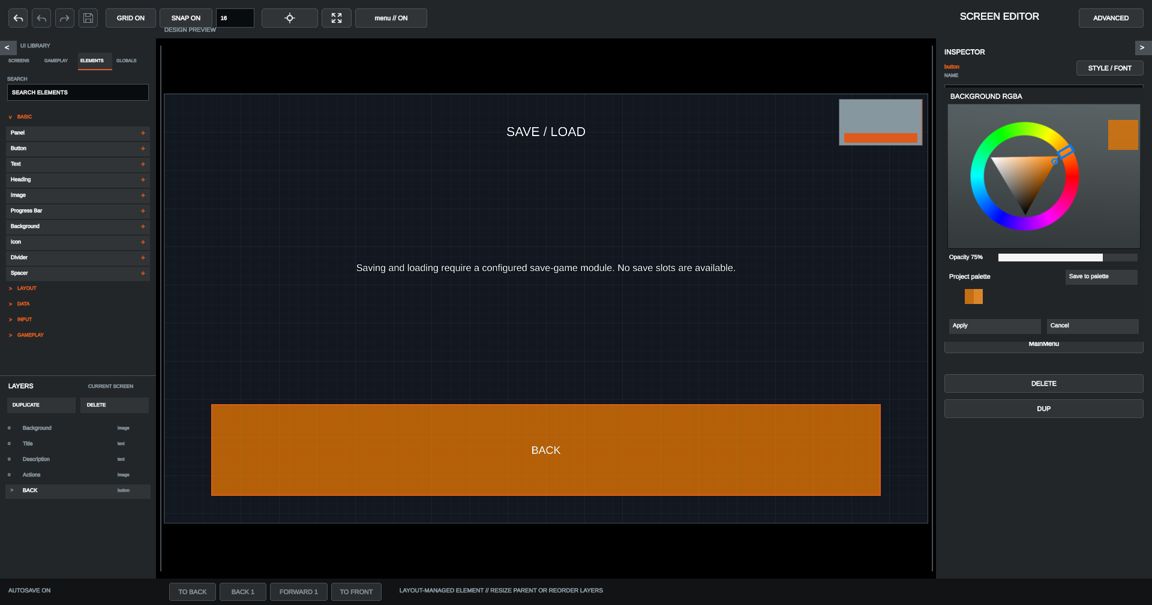 GRID ON
SNAP ON
16
menu // ON
SCREEN EDITOR
ADVANCED
DESIGN PREVIEW
<
UI LIBRARY
SCREENS
GAMEPLAY
ELEMENTS
GLOBALS
SEARCH
SEARCH ELEMENTS
v BASIC
Panel +
Button +
Text +
Heading +
Image +
Progress Bar +
Background +
Icon +
Divider +
Spacer +
> LAYOUT
> DATA
> INPUT
> GAMEPLAY
LAYERS
CURRENT SCREEN
DUPLICATE
DELETE
Background image
Title text
Description text
Actions image
> BACK button
SAVE / LOAD
Saving and loading require a configured save-game module. No save slots are available.
BACK
>
INSPECTOR
button
NAME
STYLE / FONT
BACKGROUND RGBA
Opacity 75%
Project palette
Save to palette
Apply
Cancel
MainMenu
DELETE
DUP
AUTOSAVE ON
TO BACK
BACK 1
FORWARD 1
TO FRONT
LAYOUT-MANAGED ELEMENT // RESIZE PARENT OR REORDER LAYERS